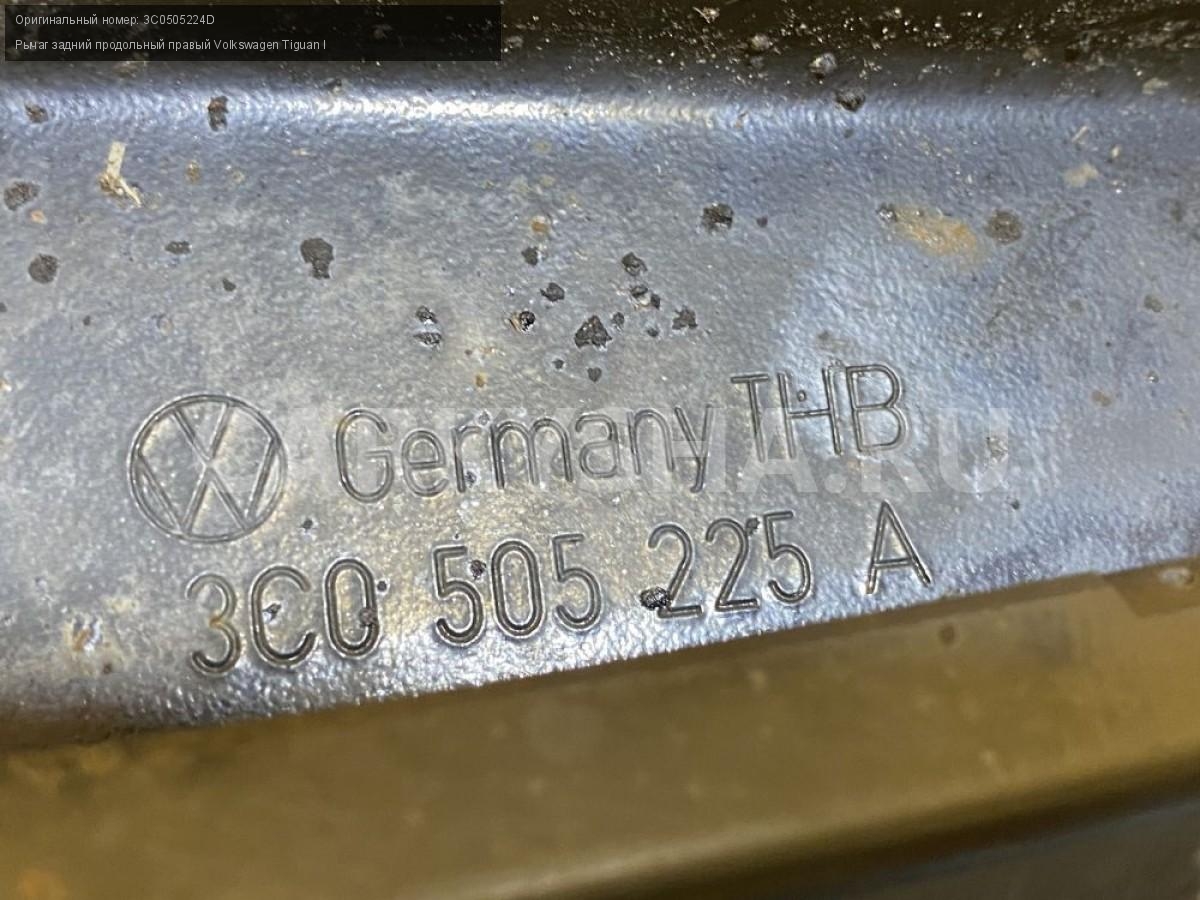 Оригинальный номер: 3C0505224D
Рычаг задний продольный правый Volkswagen Tiguan I
Germany THB
3C0 505 225 A